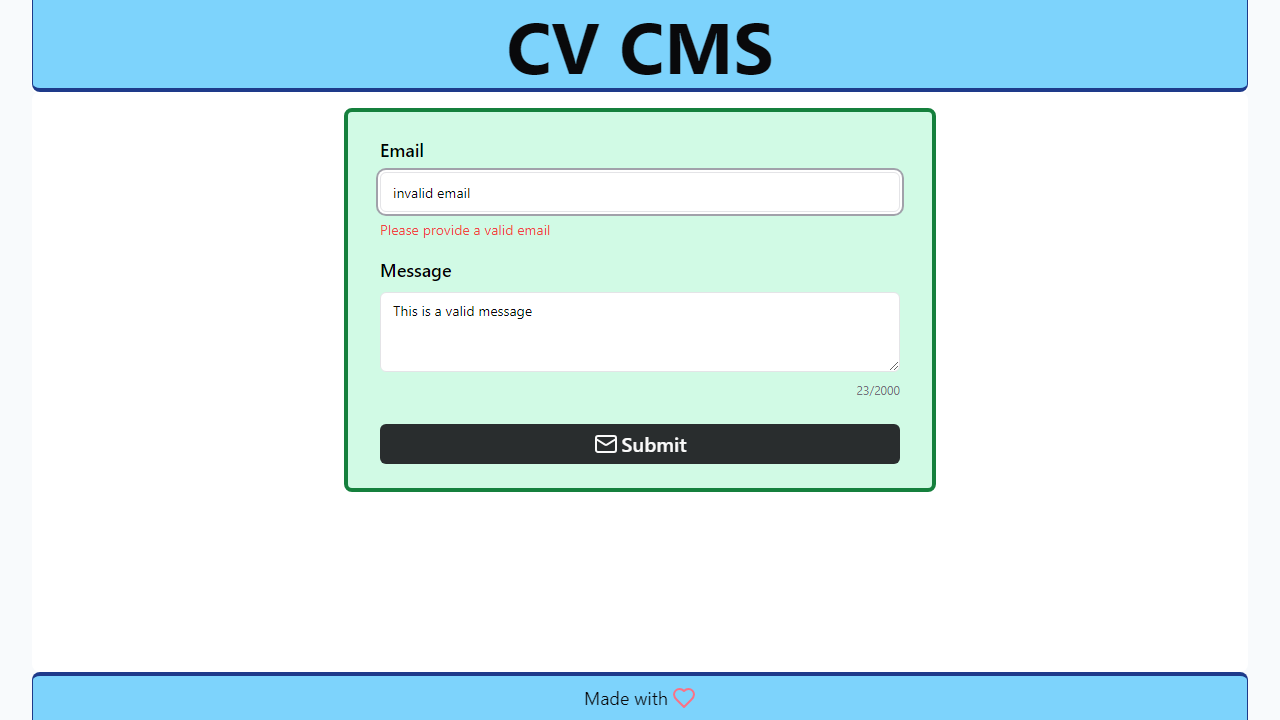 CV CMS
Email
invalid email
Please provide a valid email
Message
This is a valid message
23/2000
Submit
Made with